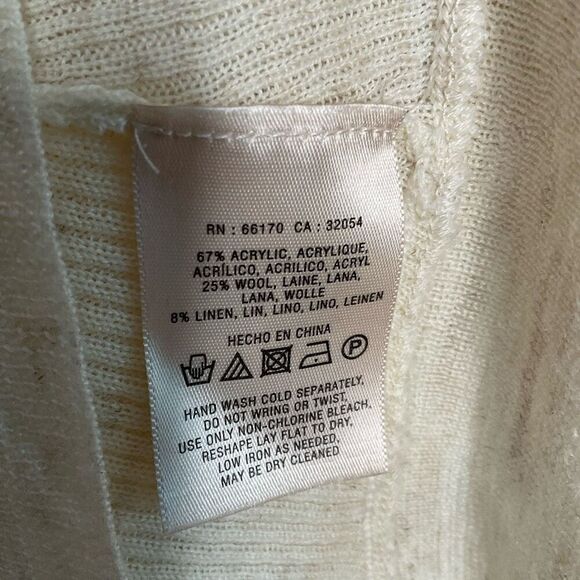 RN : 66170 CA : 32054
67% ACRYLIC, ACRYLIQUE,
ACRÍLICO, ACRILICO, ACRYL
25% WOOL, LAINE, LANA,
LANA, WOLLE
8% LINEN, LIN, LINO, LINO, LEINEN
HECHO EN CHINA
P
HAND WASH COLD SEPARATELY,
DO NOT WRING OR TWIST,
USE ONLY NON-CHLORINE BLEACH,
RESHAPE LAY FLAT TO DRY,
LOW IRON AS NEEDED,
MAY BE DRY CLEANED